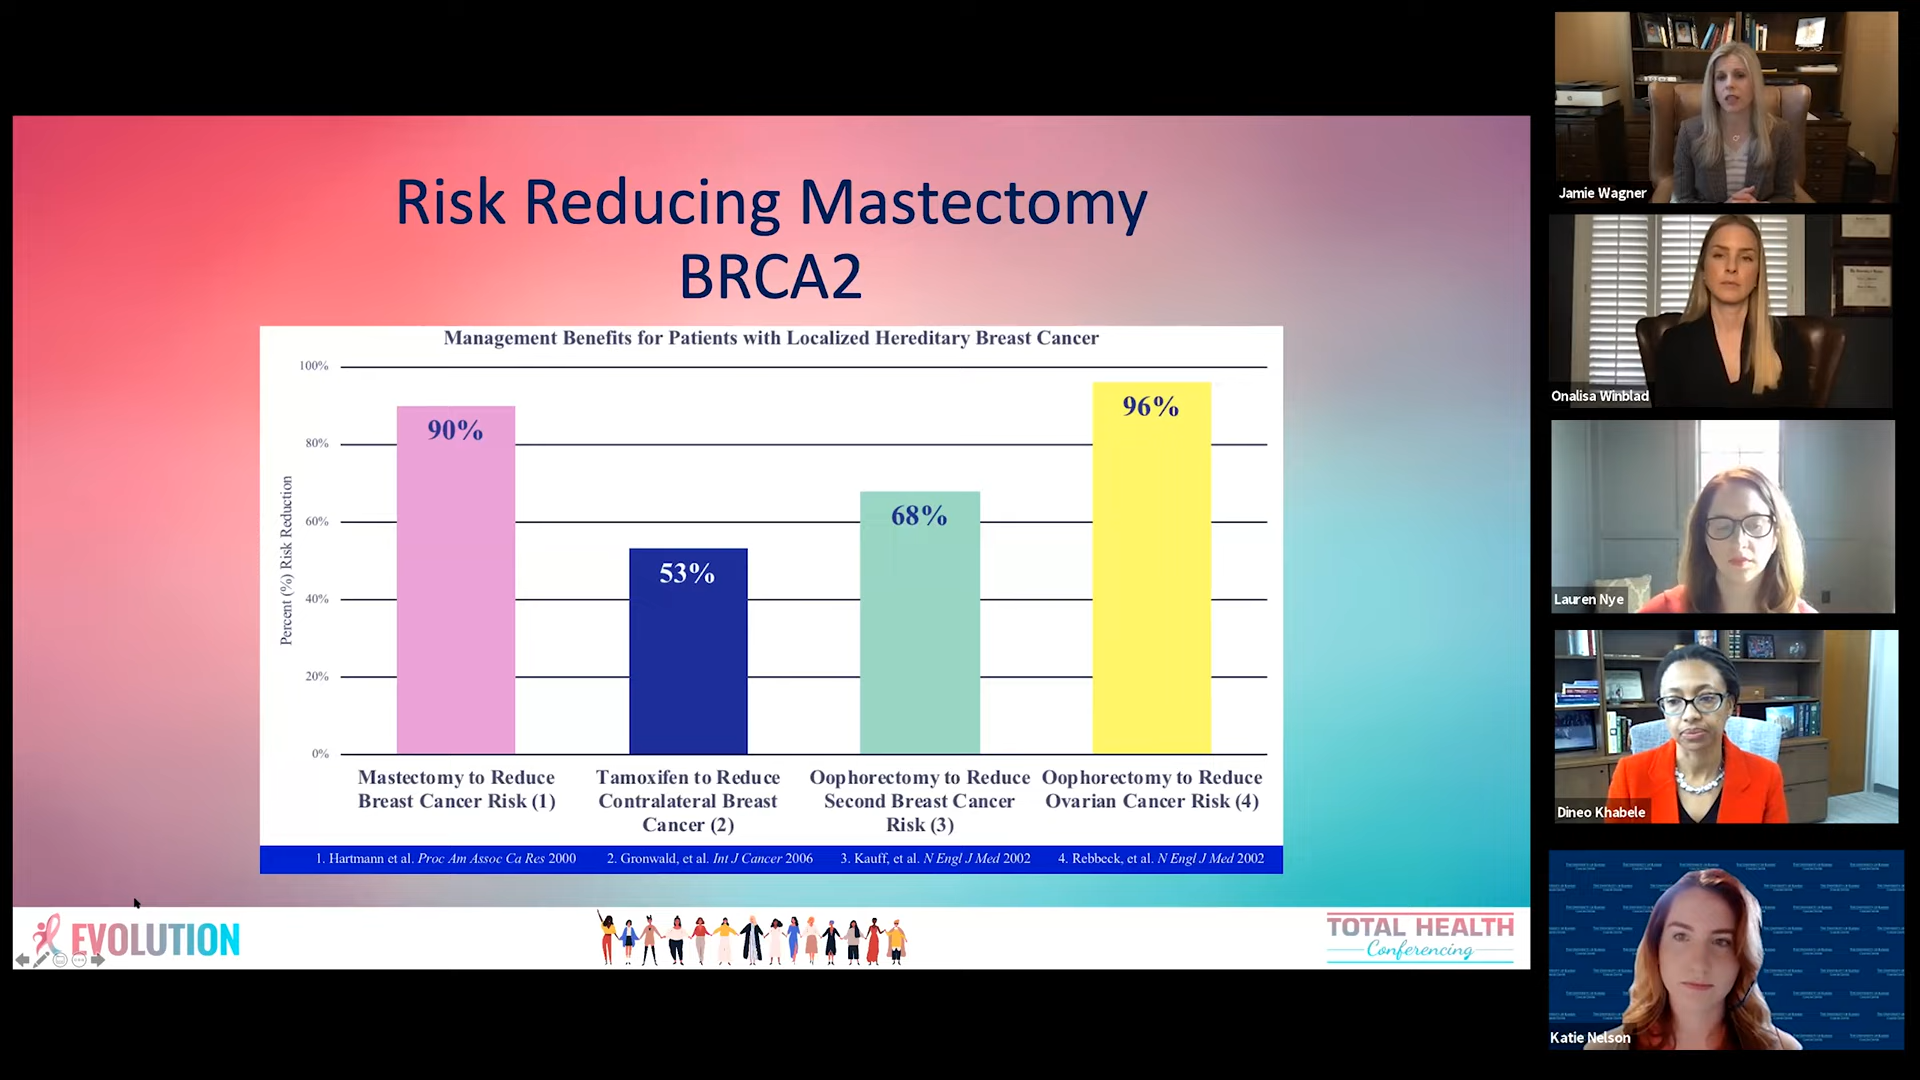 Risk Reducing Mastectomy
BRCA2
Management Benefits for Patients with Localized Hereditary Breast Cancer
Percent (%) Risk Reduction
100%
80%
60%
40%
20%
0%
90%
53%
68%
96%
Mastectomy to Reduce
Breast Cancer Risk (1)
Tamoxifen to Reduce
Contralateral Breast
Cancer (2)
Oophorectomy to Reduce
Second Breast Cancer
Risk (3)
Oophorectomy to Reduce
Ovarian Cancer Risk (4)
1. Hartmann et al. Proc Am Assoc Ca Res 2000
2. Gronwald, et al. Int J Cancer 2006
3. Kauff, et al. N Engl J Med 2002
4. Rebbeck, et al. N Engl J Med 2002
EVOLUTION
TOTAL HEALTH
Conferencing
Jamie Wagner
Onalisa Winblad
Lauren Nye
Dineo Khabele
Katie Nelson